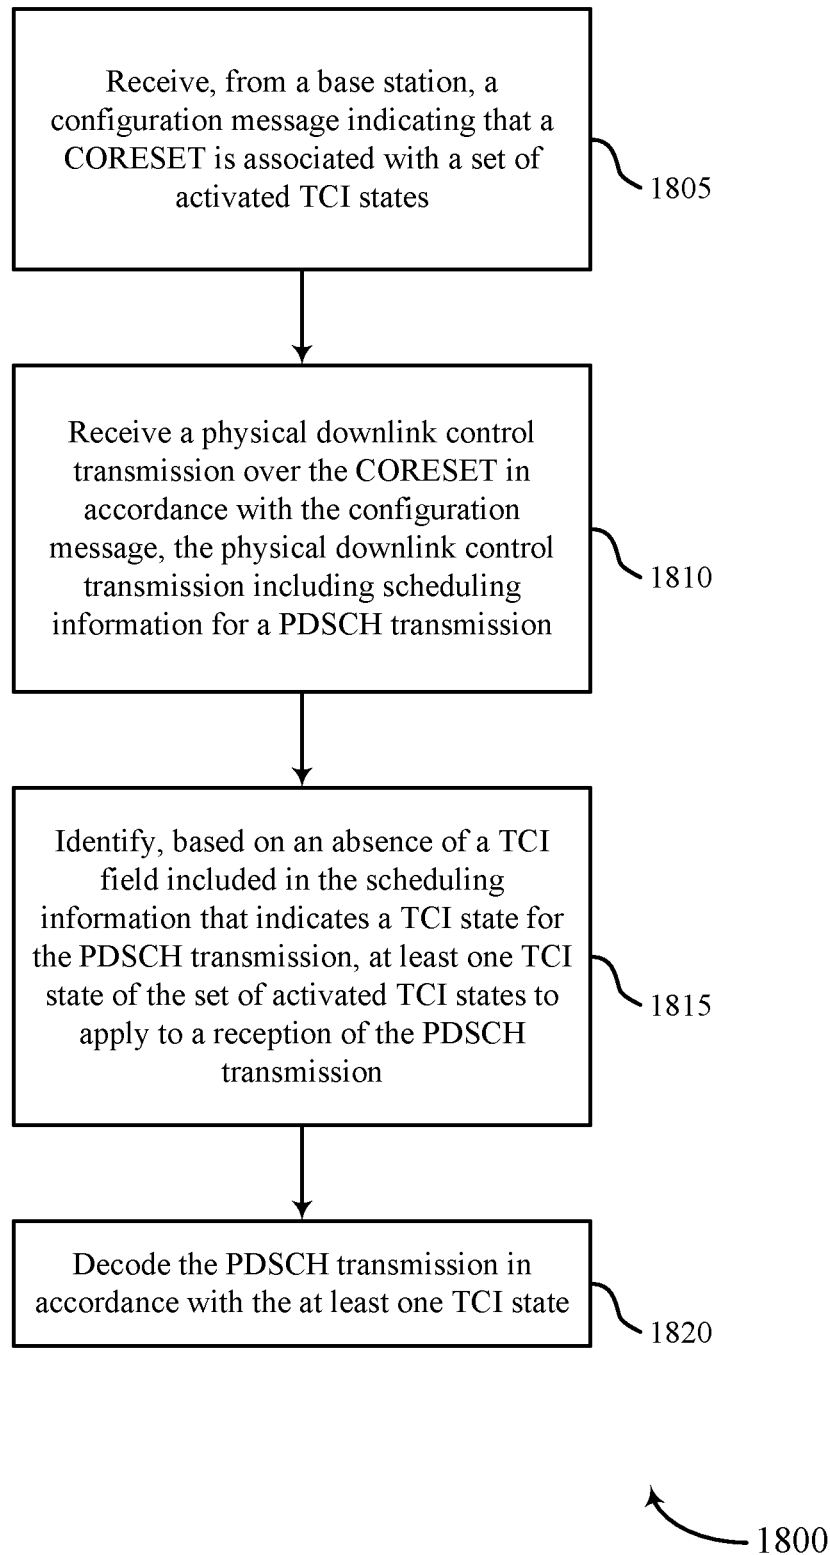 Receive, from a base station, a
configuration message indicating that a
CORESET is associated with a set of
activated TCI states
1805
Receive a physical downlink control
transmission over the CORESET in
accordance with the configuration
message, the physical downlink control
transmission including scheduling
information for a PDSCH transmission
1810
Identify, based on an absence of a TCI
field included in the scheduling
information that indicates a TCI state for
the PDSCH transmission, at least one TCI
state of the set of activated TCI states to
apply to a reception of the PDSCH
transmission
1815
Decode the PDSCH transmission in
accordance with the at least one TCI state
1820
1800